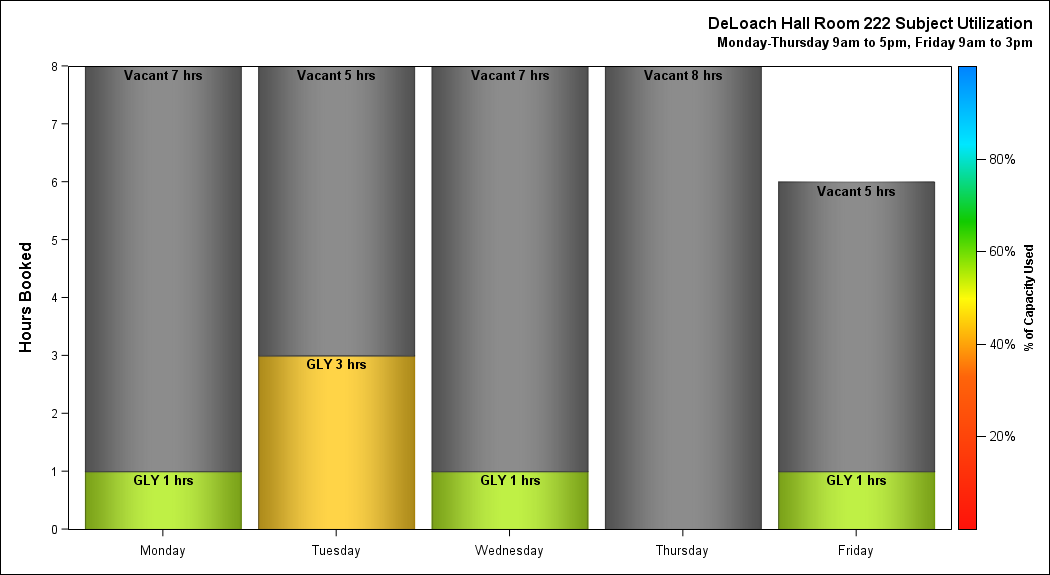 DeLoach Hall Room 222 Subject Utilization
Monday-Thursday 9am to 5pm, Friday 9am to 3pm
Hours Booked
8
7
6
5
4
3
2
1
0
Vacant 7 hrs
GLY 1 hrs
Vacant 5 hrs
GLY 3 hrs
Vacant 7 hrs
GLY 1 hrs
Vacant 8 hrs
Vacant 5 hrs
GLY 1 hrs
Monday
Tuesday
Wednesday
Thursday
Friday
80%
60%
40%
20%
% of Capacity Used